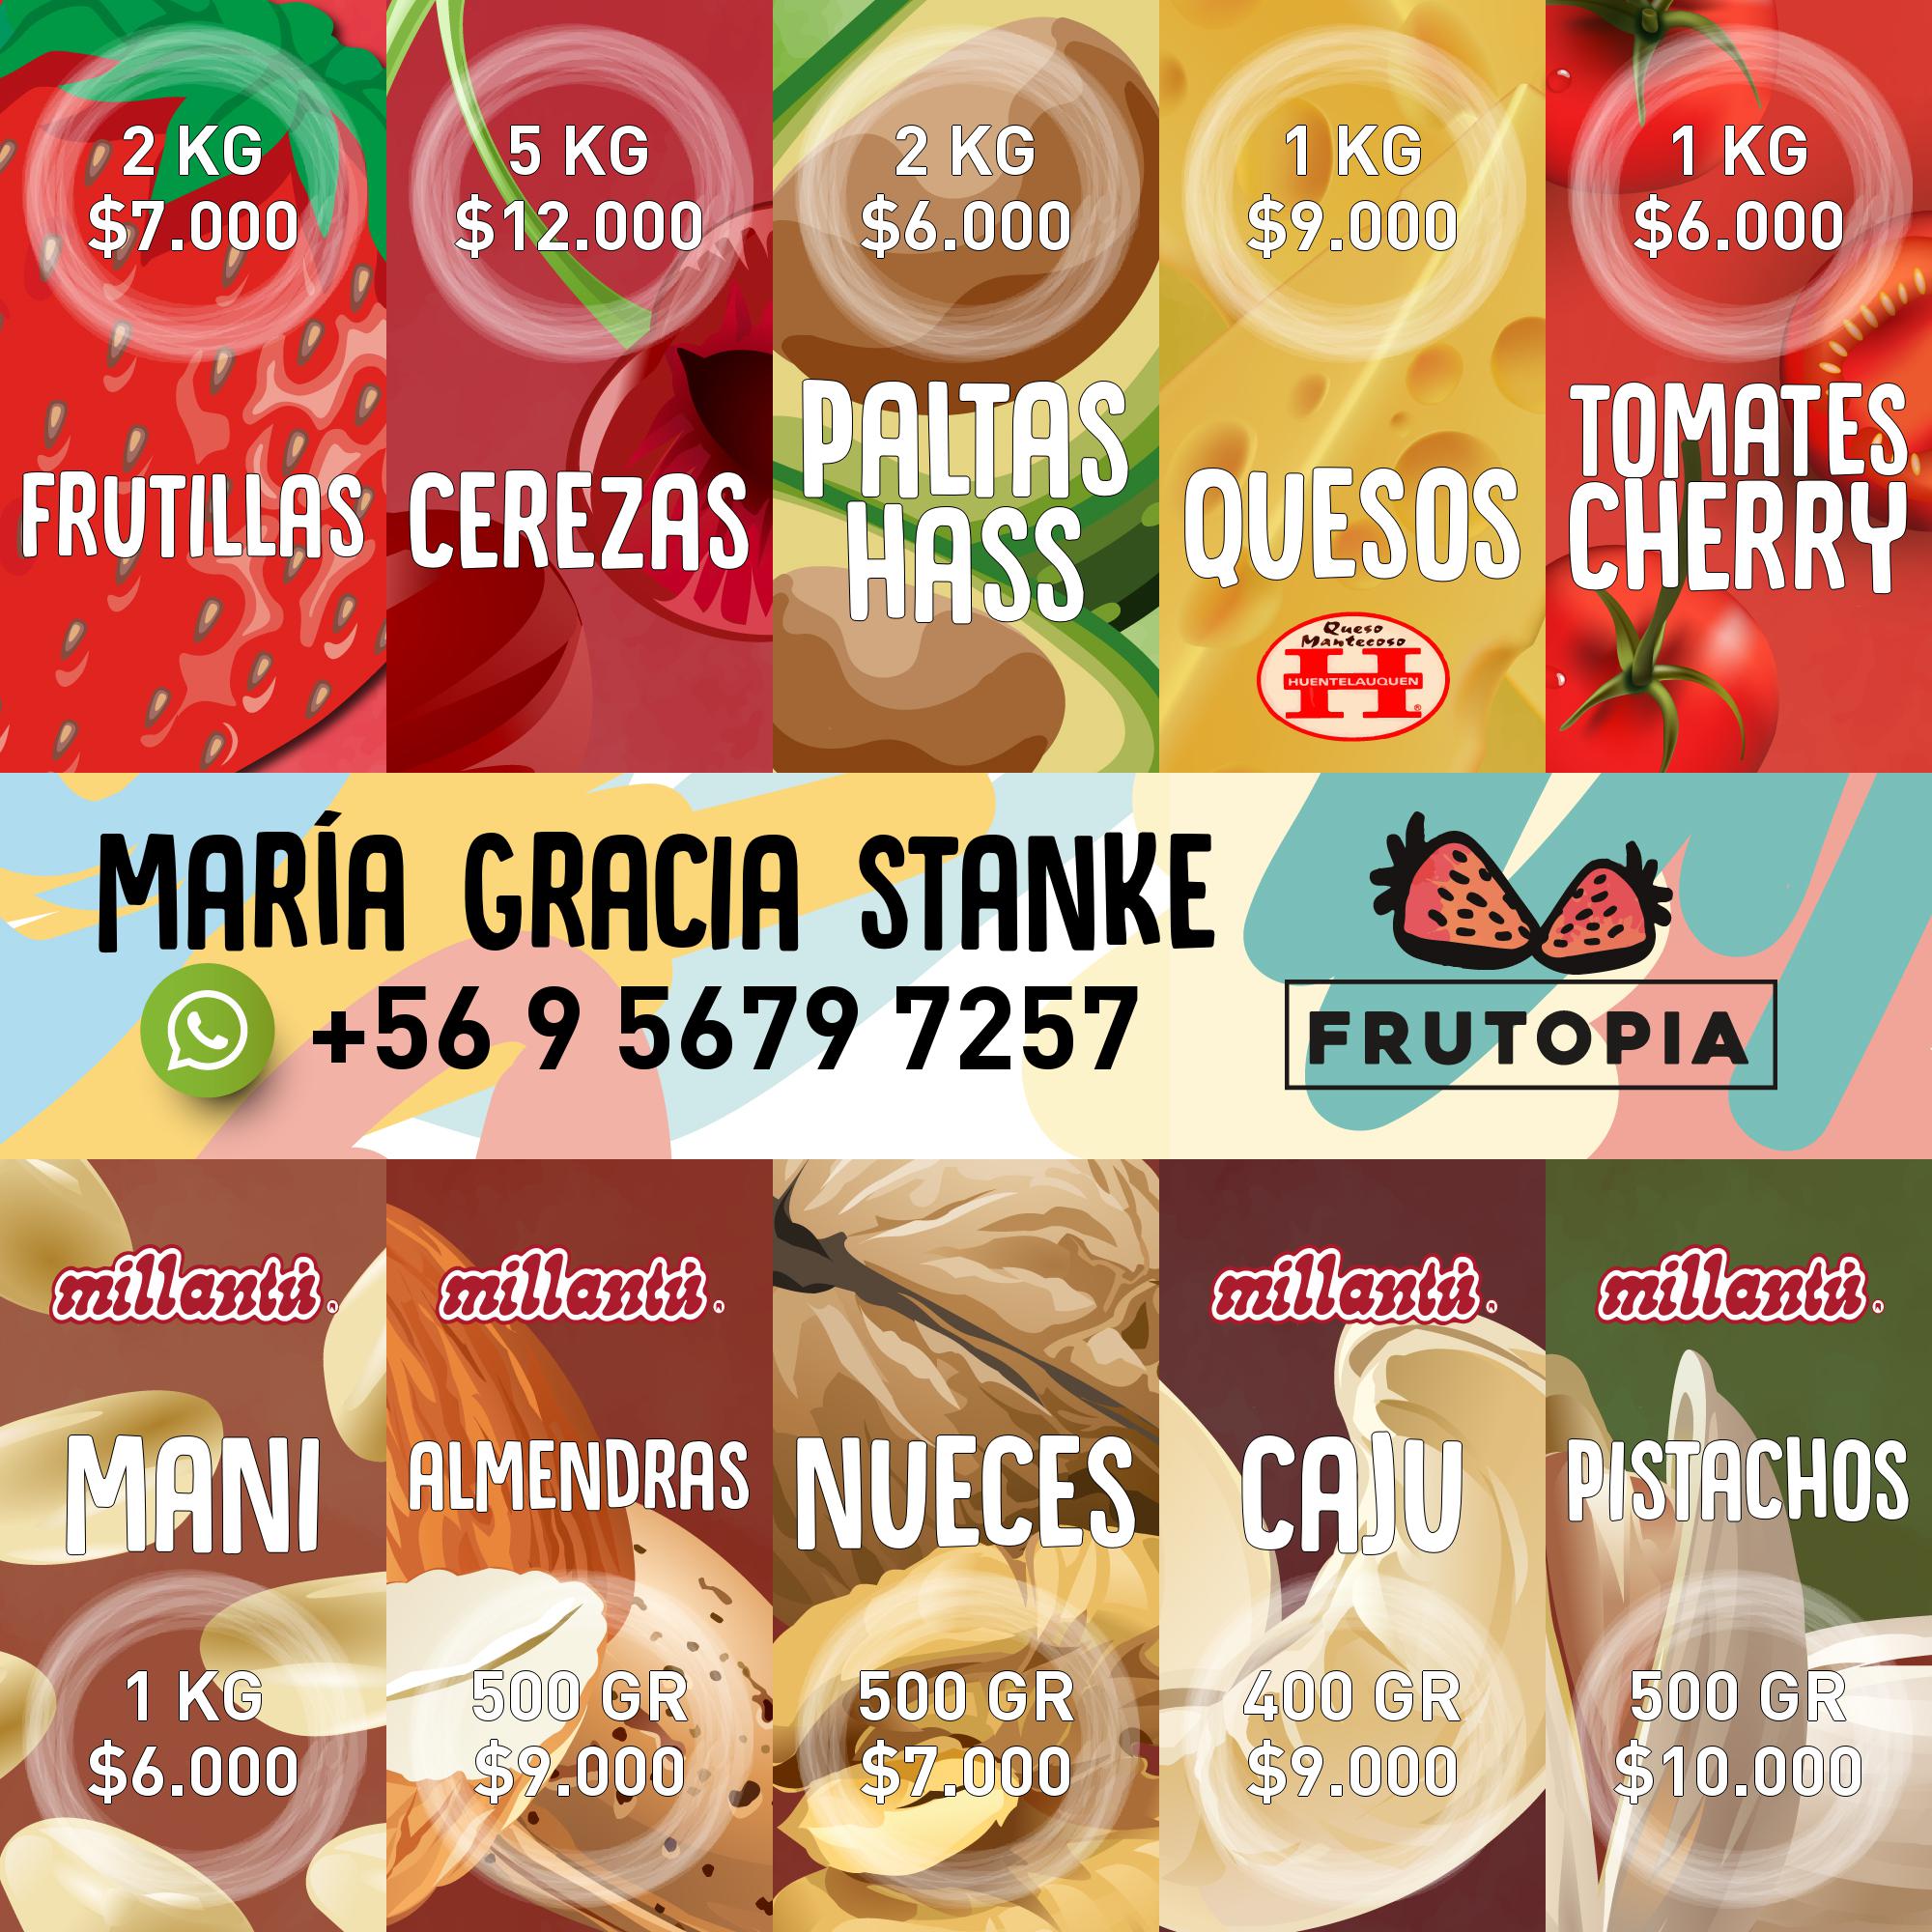 2 KG
$7.000
FRUTILLAS
5 KG
$12.000
CEREZAS
2 KG
$6.000
PALTAS
HASS
1 KG
$9.000
QUESOS
Queso
Mantecoso
H
HUENTELAUQUEN
®
1 KG
$6.000
TOMATES
CHERRY
MARÍA GRACIA STANKE
+56 9 5679 7257
FRUTOPIA
millantú®
MANI
1 KG
$6.000
millantú®
ALMENDRAS
500 GR
$9.000
NUECES
500 GR
$7.000
millantú®
CAJU
400 GR
$9.000
millantú®
PISTACHOS
500 GR
$10.000